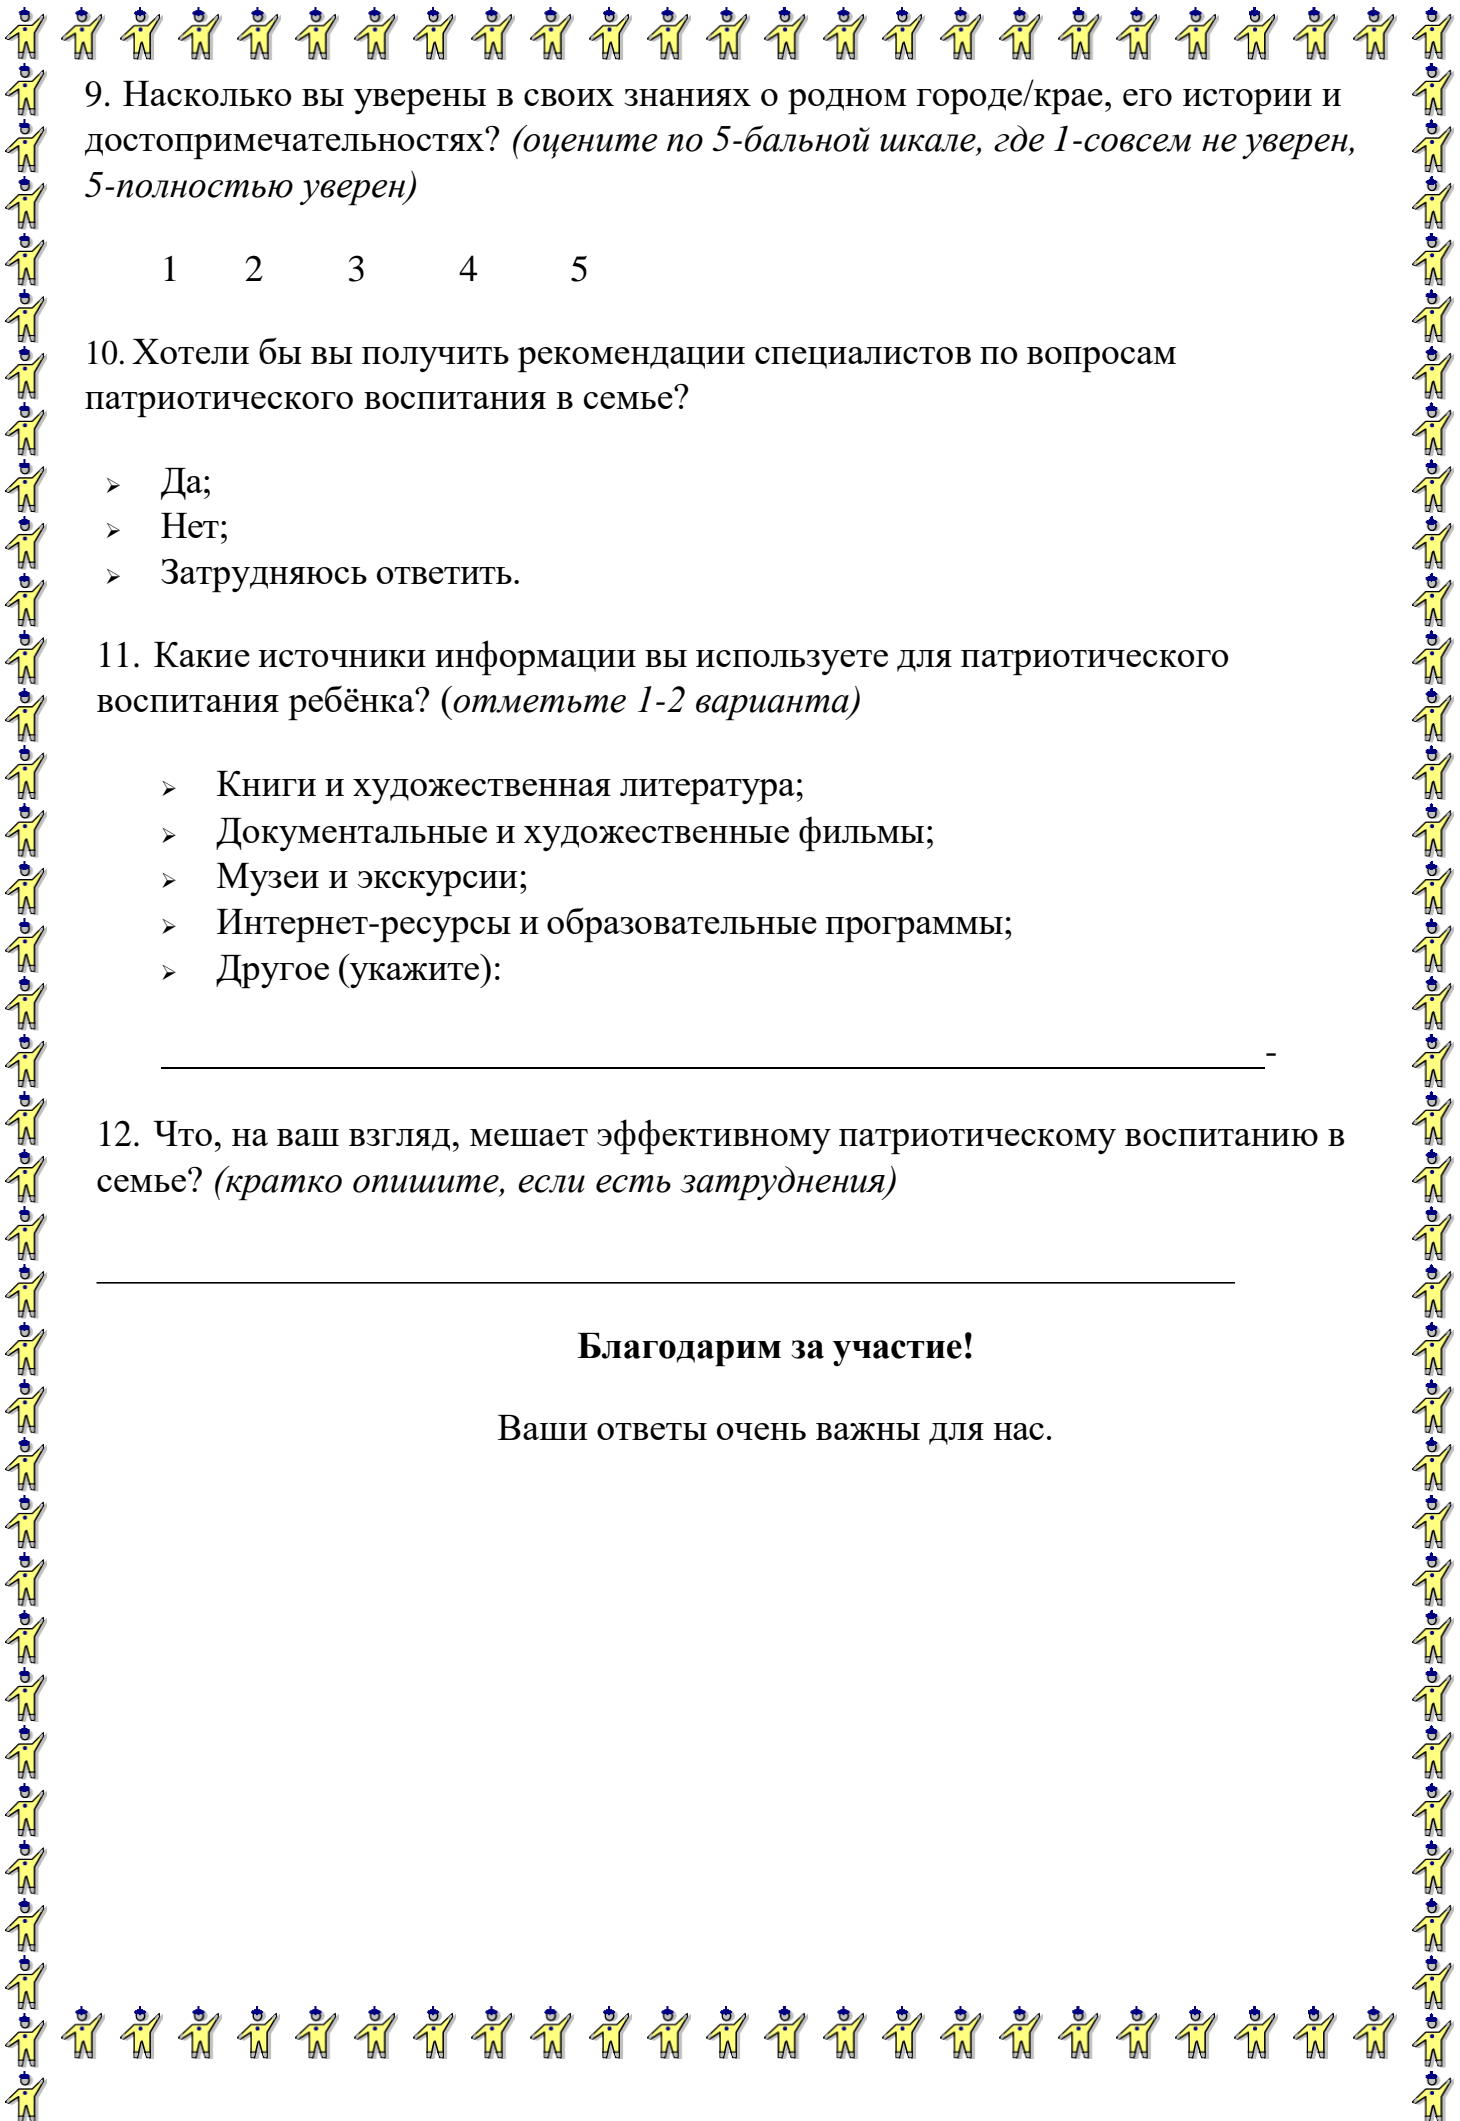 9. Насколько вы уверены в своих знаниях о родном городе/крае, его истории и
достопримечательностях? (оцените по 5-бальной шкале, где 1-совсем не уверен,
5-полностью уверен)
1 2 3 4 5
10. Хотели бы вы получить рекомендации специалистов по вопросам
патриотического воспитания в семье?
➢ Да;
➢ Нет;
➢ Затрудняюсь ответить.
11. Какие источники информации вы используете для патриотического
воспитания ребёнка? (отметьте 1-2 варианта)
➢ Книги и художественная литература;
➢ Документальные и художественные фильмы;
➢ Музеи и экскурсии;
➢ Интернет-ресурсы и образовательные программы;
➢ Другое (укажите):
-
12. Что, на ваш взгляд, мешает эффективному патриотическому воспитанию в
семье? (кратко опишите, если есть затруднения)
Благодарим за участие!
Ваши ответы очень важны для нас.